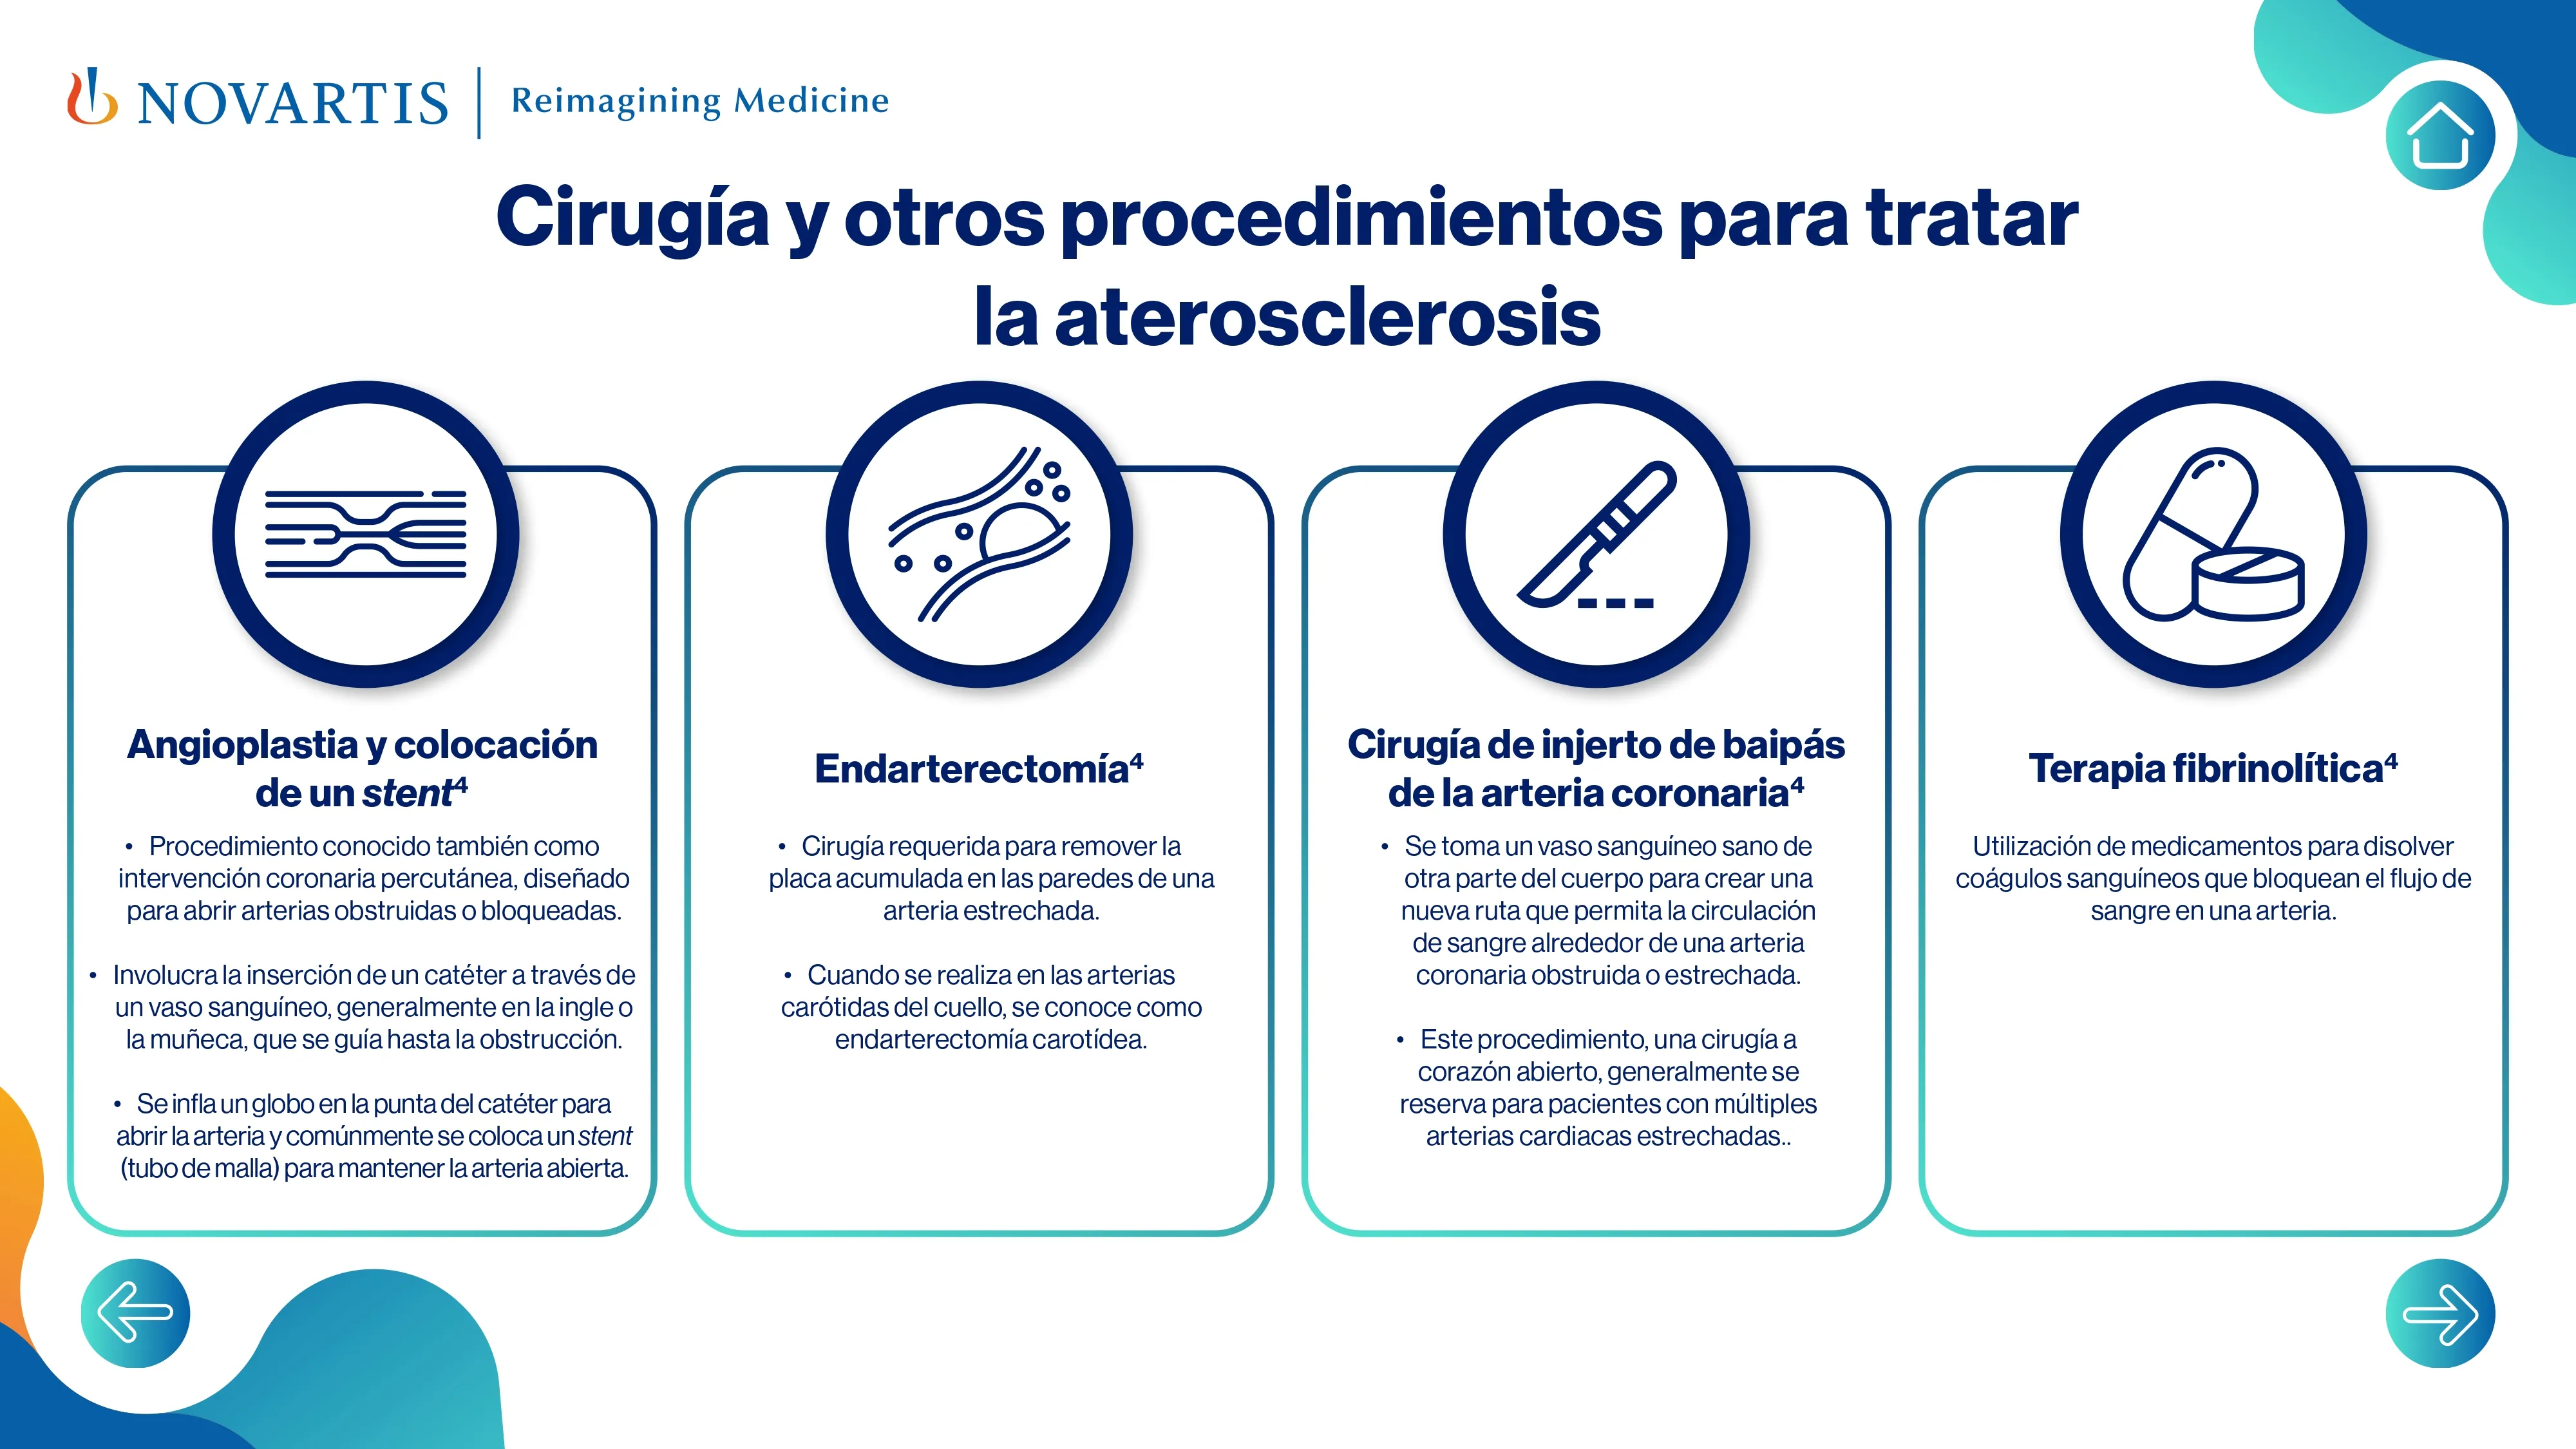 NOVARTIS | Reimagining Medicine
Cirugía y otros procedimientos para tratar
la aterosclerosis
Angioplastia y colocación
de un stent⁴
• Procedimiento conocido también como
intervención coronaria percutánea, diseñado
para abrir arterias obstruidas o bloqueadas.
• Involucra la inserción de un catéter a través de
un vaso sanguíneo, generalmente en la ingle o
la muñeca, que se guía hasta la obstrucción.
• Se infla un globo en la punta del catéter para
abrir la arteria y comúnmente se coloca un stent
(tubo de malla) para mantener la arteria abierta.
Endarterectomía⁴
• Cirugía requerida para remover la
placa acumulada en las paredes de una
arteria estrechada.
• Cuando se realiza en las arterias
carótidas del cuello, se conoce como
endarterectomía carotídea.
Cirugía de injerto de baipás
de la arteria coronaria⁴
• Se toma un vaso sanguíneo sano de
otra parte del cuerpo para crear una
nueva ruta que permita la circulación
de sangre alrededor de una arteria
coronaria obstruida o estrechada.
• Este procedimiento, una cirugía a
corazón abierto, generalmente se
reserva para pacientes con múltiples
arterias cardiacas estrechadas..
Terapia fibrinolítica⁴
Utilización de medicamentos para disolver
coágulos sanguíneos que bloquean el flujo de
sangre en una arteria.